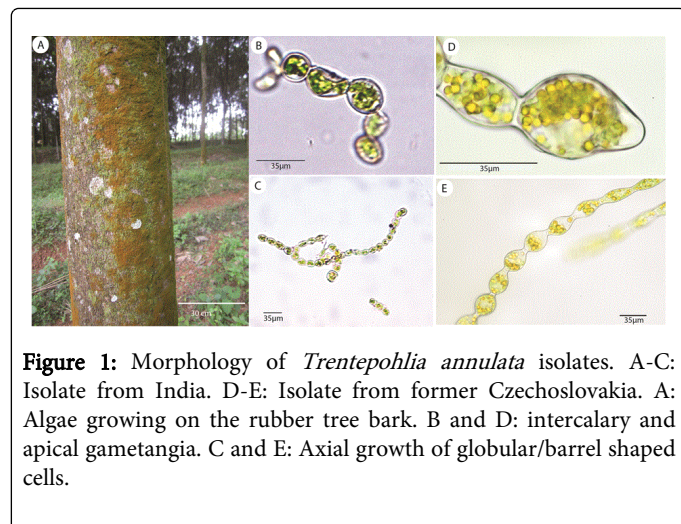 A
B
D
35µm
35µm
C
E
30 cm
35µm
35µm
Figure 1: Morphology of Trentepohlia annulata isolates. A-C:
Isolate from India. D-E: Isolate from former Czechoslovakia. A:
Algae growing on the rubber tree bark. B and D: intercalary and
apical gametangia. C and E: Axial growth of globular/barrel shaped
cells.